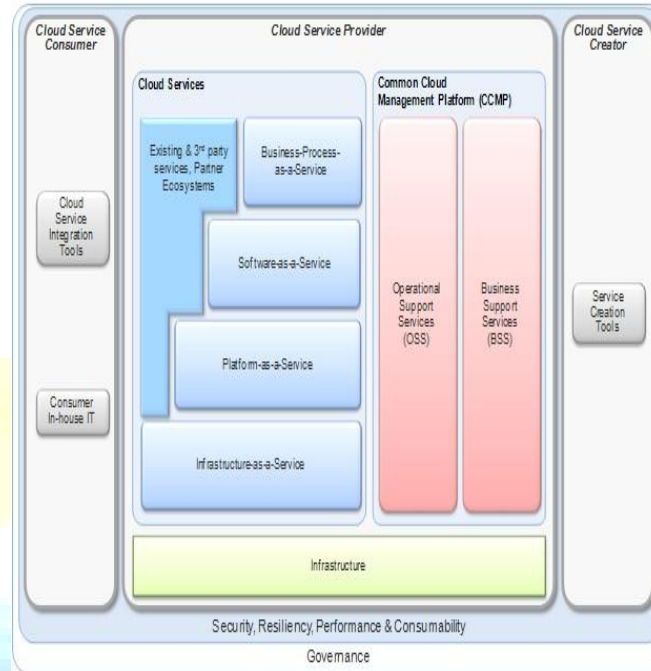 Cloud Service
Consumer
Cloud Service
Integration
Tools
Consumer
In-house IT
Cloud Service Provider
Cloud Services
Existing & 3rd party
services, Partner
Ecosystems
Business-Process-
as-a-Service
Software-as-a-Service
Platform-as-a-Service
Infrastructure-as-a-Service
Common Cloud
Management Platform (CCMP)
Operational
Support
Services
(OSS)
Business
Support
Services
(BSS)
Infrastructure
Cloud Service
Creator
Service
Creation
Tools
Security, Resiliency, Performance & Consumability
Governance